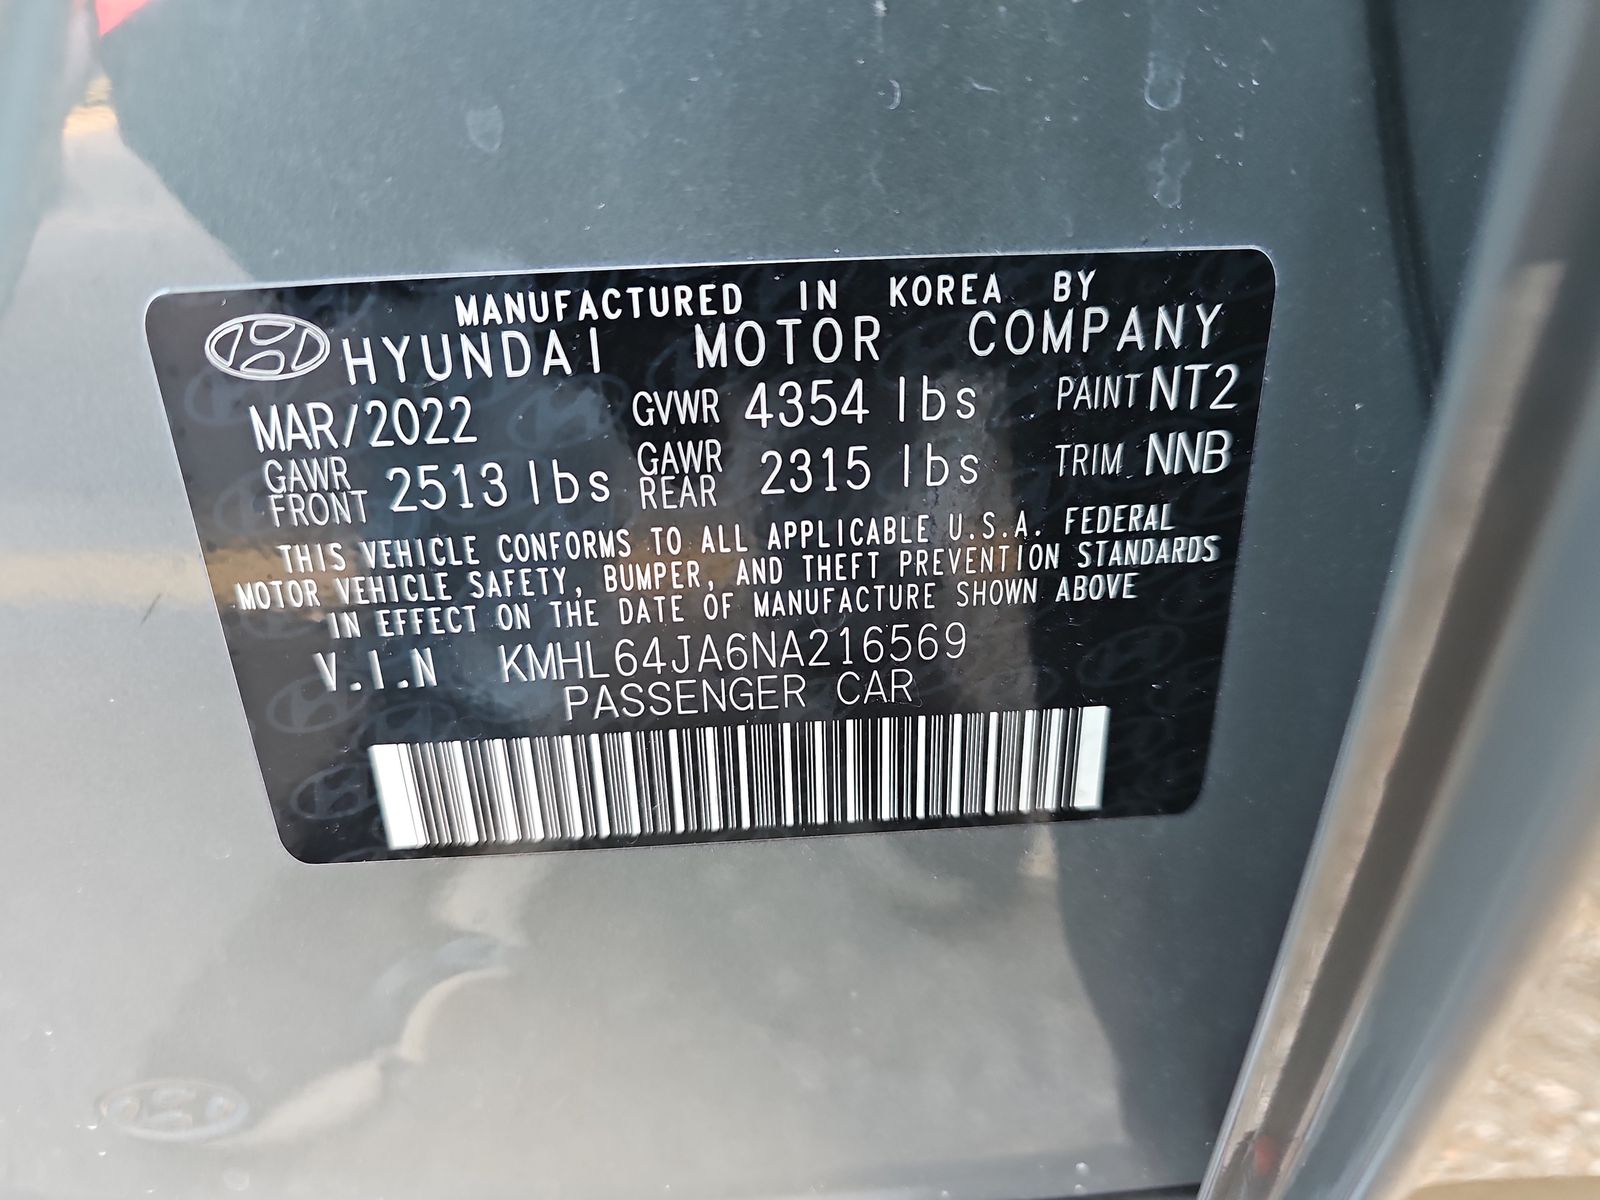 MANUFACTURED IN KOREA BY
HYUNDAI MOTOR COMPANY
MAR/2022 GVWR 4354 lbs PAINT NT2
GAWR FRONT 2513 lbs GAWR REAR 2315 lbs TRIM NNB
THIS VEHICLE CONFORMS TO ALL APPLICABLE U.S.A. FEDERAL
MOTOR VEHICLE SAFETY, BUMPER, AND THEFT PREVENTION STANDARDS
IN EFFECT ON THE DATE OF MANUFACTURE SHOWN ABOVE
V.I.N KMHL64JA6NA216569
PASSENGER CAR